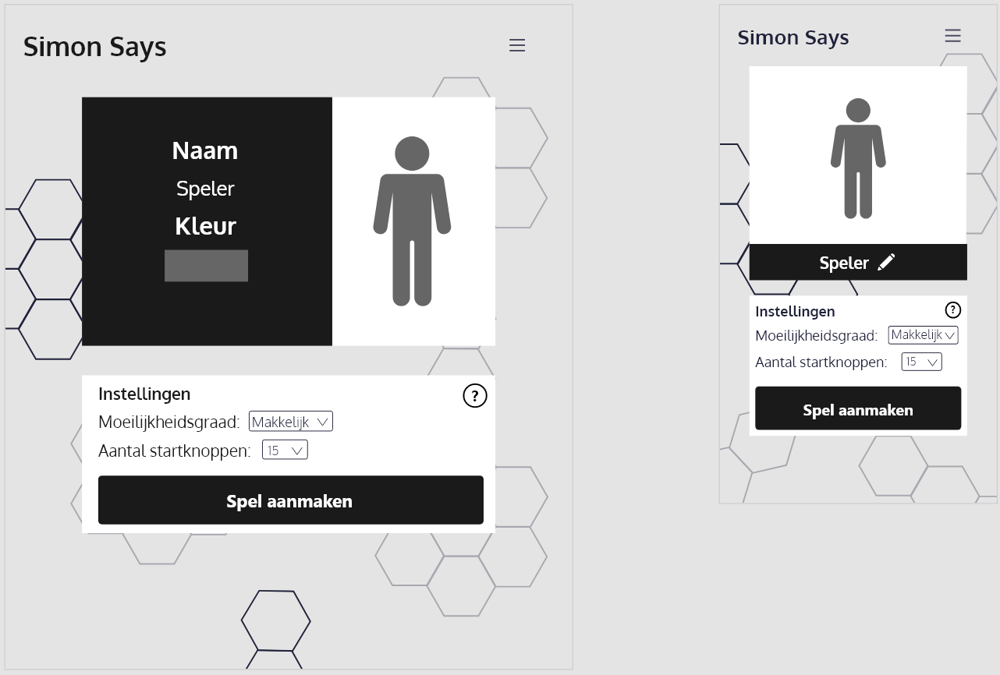 Simon Says
Naam
Speler
Kleur
Instellingen
?
Moeilijkheidsgraad: Makkelijk
Aantal startknoppen: 15
Spel aanmaken
Simon Says
Speler
Instellingen
?
Moeilijkheidsgraad: Makkelijk
Aantal startknoppen: 15
Spel aanmaken